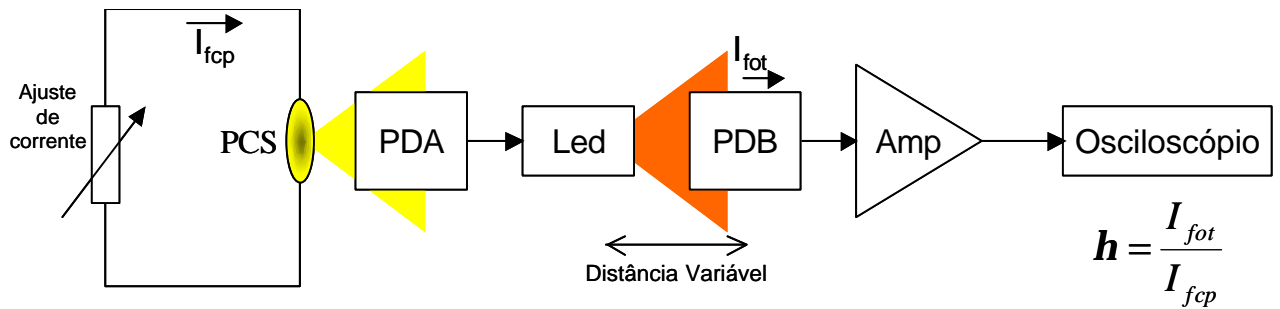 I_fcp
Ajuste
de
corrente
PCS
PDA
Led
I_fot
PDB
Amp
Osciloscópio
Distância Variável
h = I_fot / I_fcp